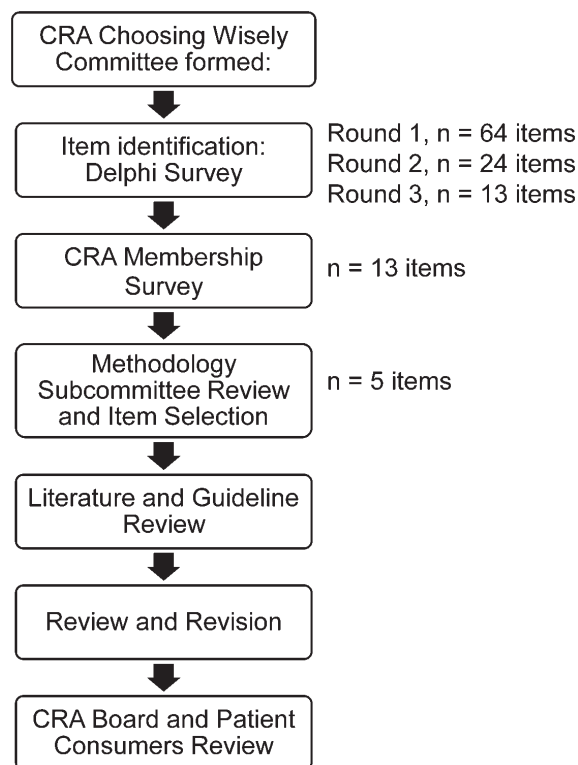 CRA Choosing Wisely
Committee formed:
Item identification:
Delphi Survey
Round 1, n = 64 items
Round 2, n = 24 items
Round 3, n = 13 items
CRA Membership
Survey
n = 13 items
Methodology
Subcommittee Review
and Item Selection
n = 5 items
Literature and Guideline
Review
Review and Revision
CRA Board and Patient
Consumers Review